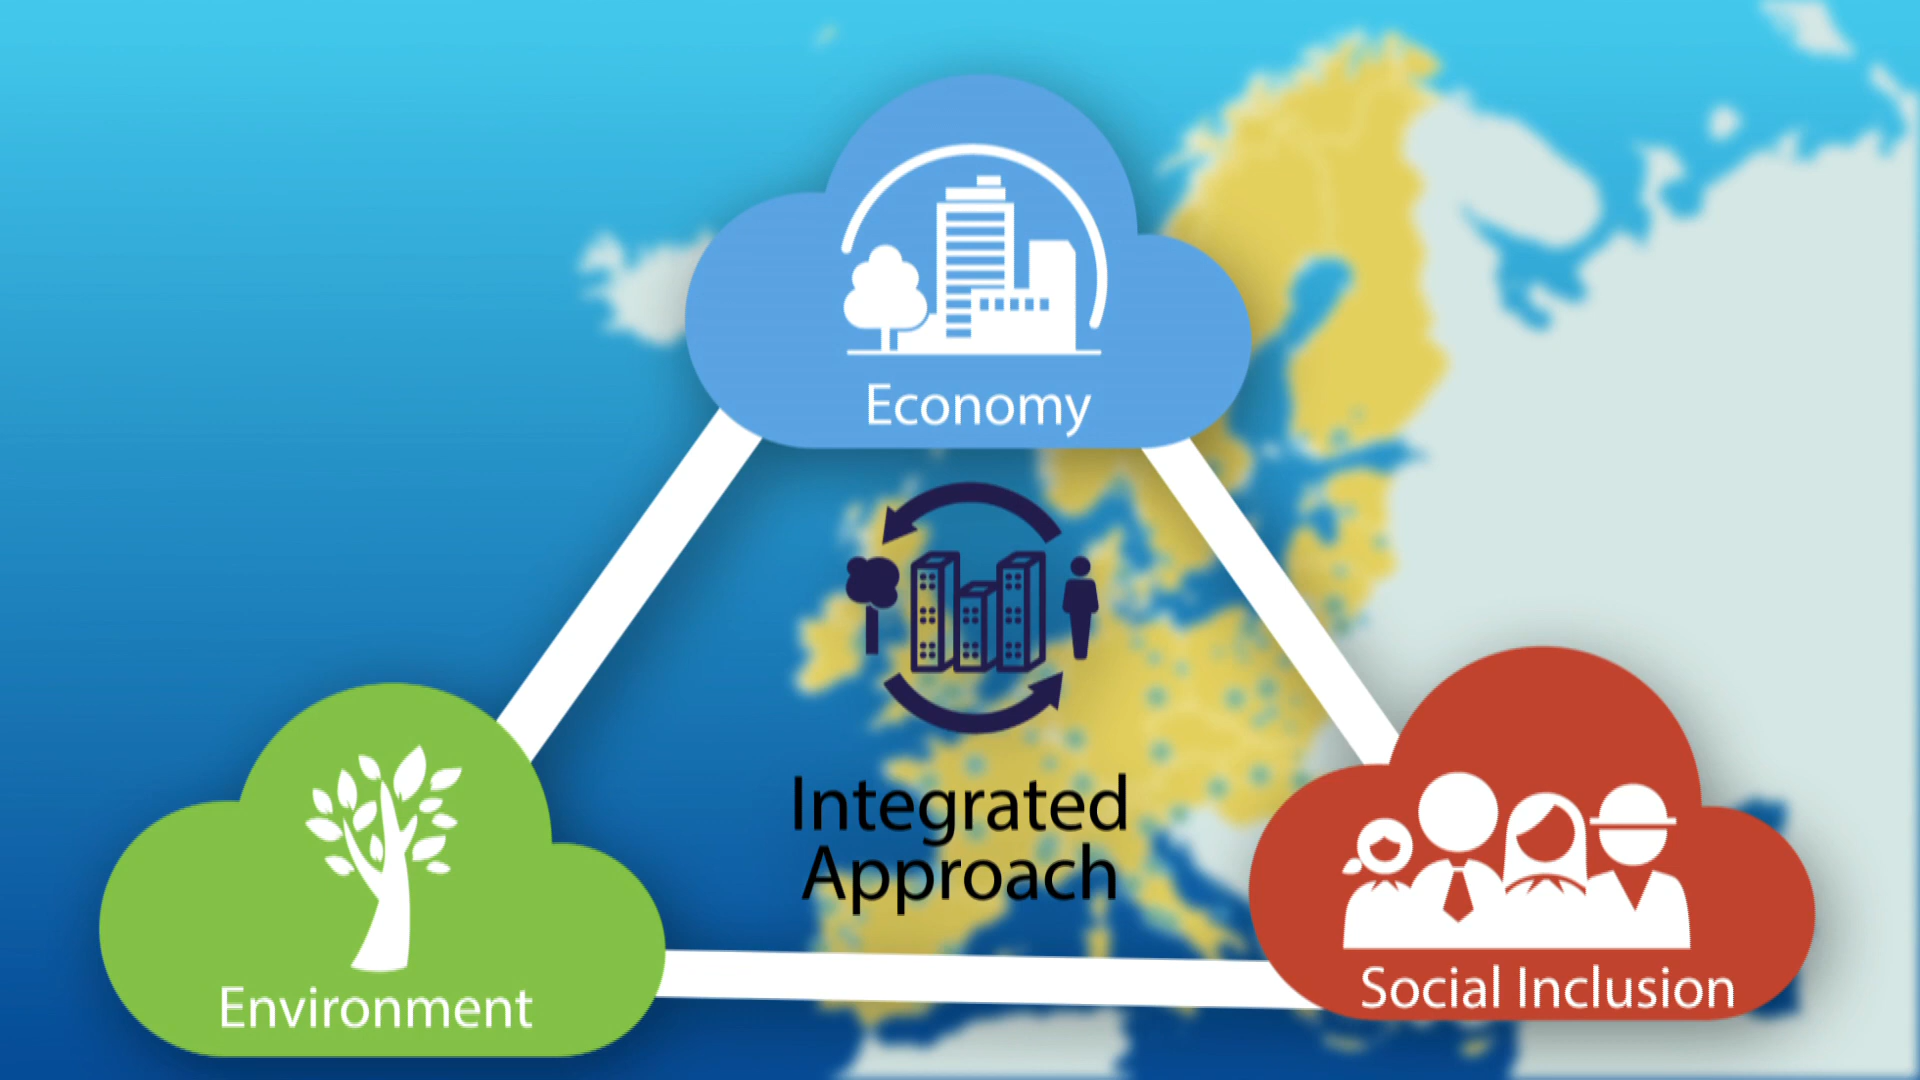 Economy
Integrated
Approach
Environment
Social Inclusion